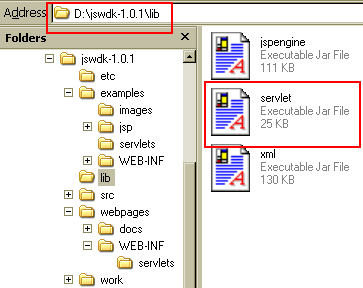 Address D:\jswdk-1.0.1\lib
Folders
jswdk-1.0.1
etc
examples
images
jsp
servlets
WEB-INF
lib
src
webpages
docs
WEB-INF
servlets
work
jspengine
Executable Jar File
111 KB
servlet
Executable Jar File
25 KB
xml
Executable Jar File
130 KB